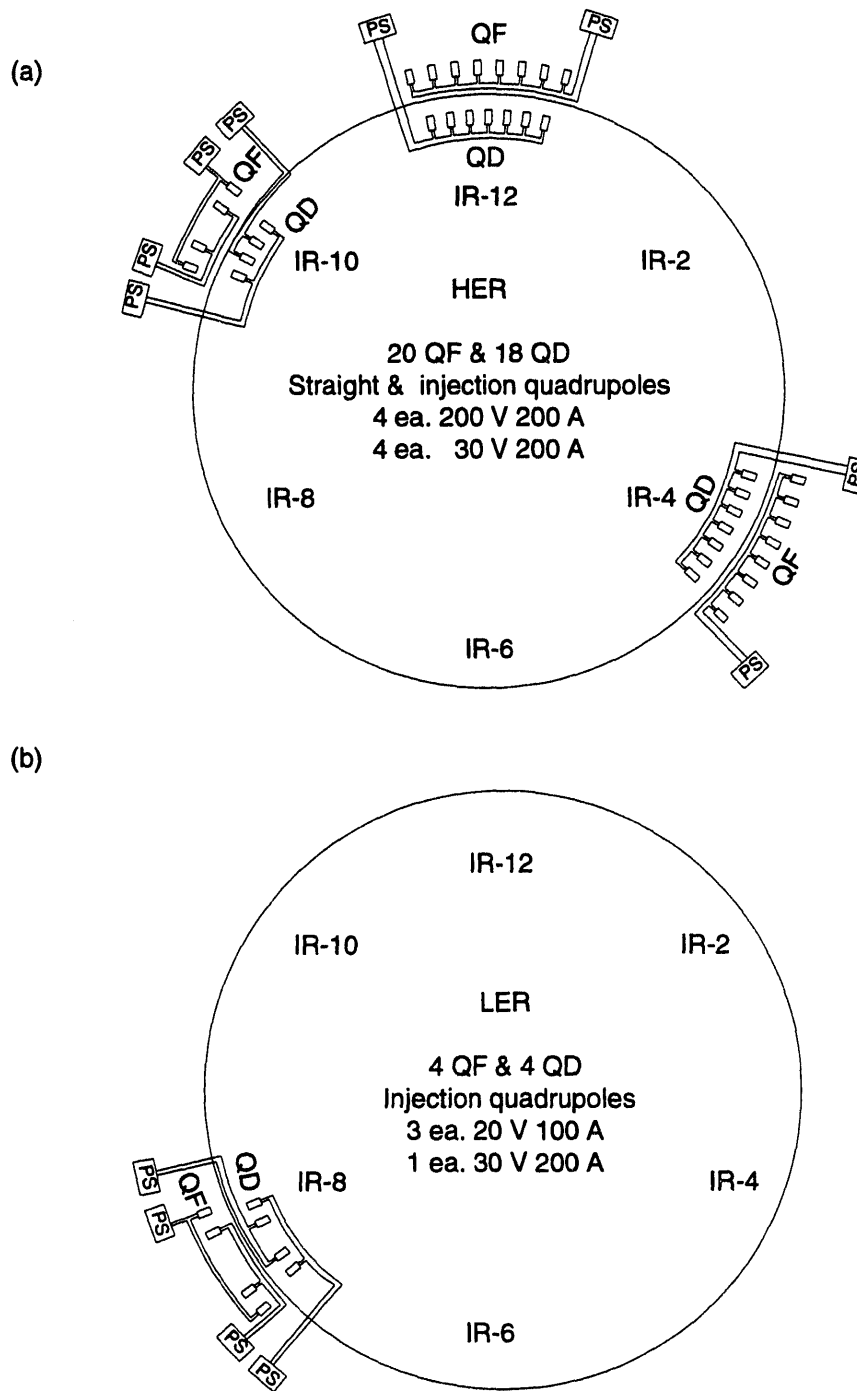 (a)
PS
QF
PS
QD
IR-12
PS
PS
QF
QD
PS
PS
IR-10
IR-2
HER
20 QF & 18 QD
Straight & injection quadrupoles
4 ea. 200 V 200 A
4 ea. 30 V 200 A
IR-8
IR-4
QD
PS
QF
IR-6
PS
(b)
IR-12
IR-10
IR-2
LER
4 QF & 4 QD
Injection quadrupoles
3 ea. 20 V 100 A
1 ea. 30 V 200 A
PS
QD
IR-8
IR-4
QF
PS
IR-6
PS
PS